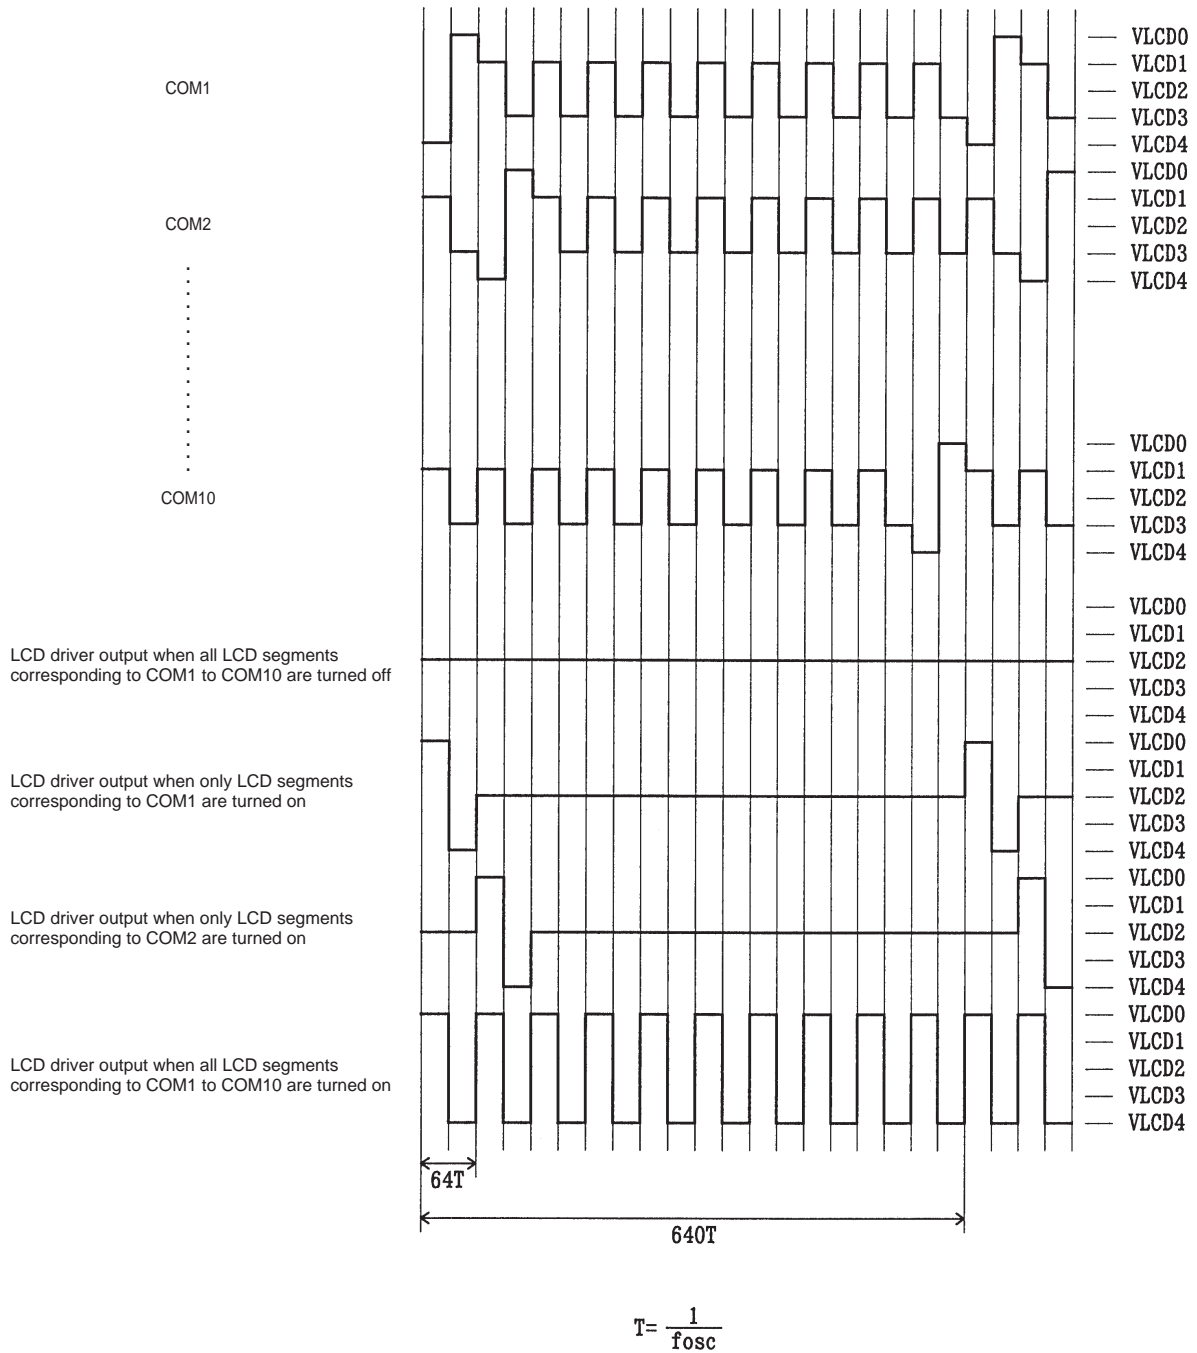 VLCD0
VLCD1
COM1
VLCD2
VLCD3
VLCD4
VLCD0
VLCD1
COM2
VLCD2
VLCD3
VLCD4
VLCD0
VLCD1
COM10
VLCD2
VLCD3
VLCD4
VLCD0
VLCD1
LCD driver output when all LCD segments
corresponding to COM1 to COM10 are turned off
VLCD2
VLCD3
VLCD4
VLCD0
VLCD1
LCD driver output when only LCD segments
corresponding to COM1 are turned on
VLCD2
VLCD3
VLCD4
VLCD0
VLCD1
LCD driver output when only LCD segments
corresponding to COM2 are turned on
VLCD2
VLCD3
VLCD4
VLCD0
VLCD1
LCD driver output when all LCD segments
corresponding to COM1 to COM10 are turned on
VLCD2
VLCD3
VLCD4
64T
640T
T= 1
fosc